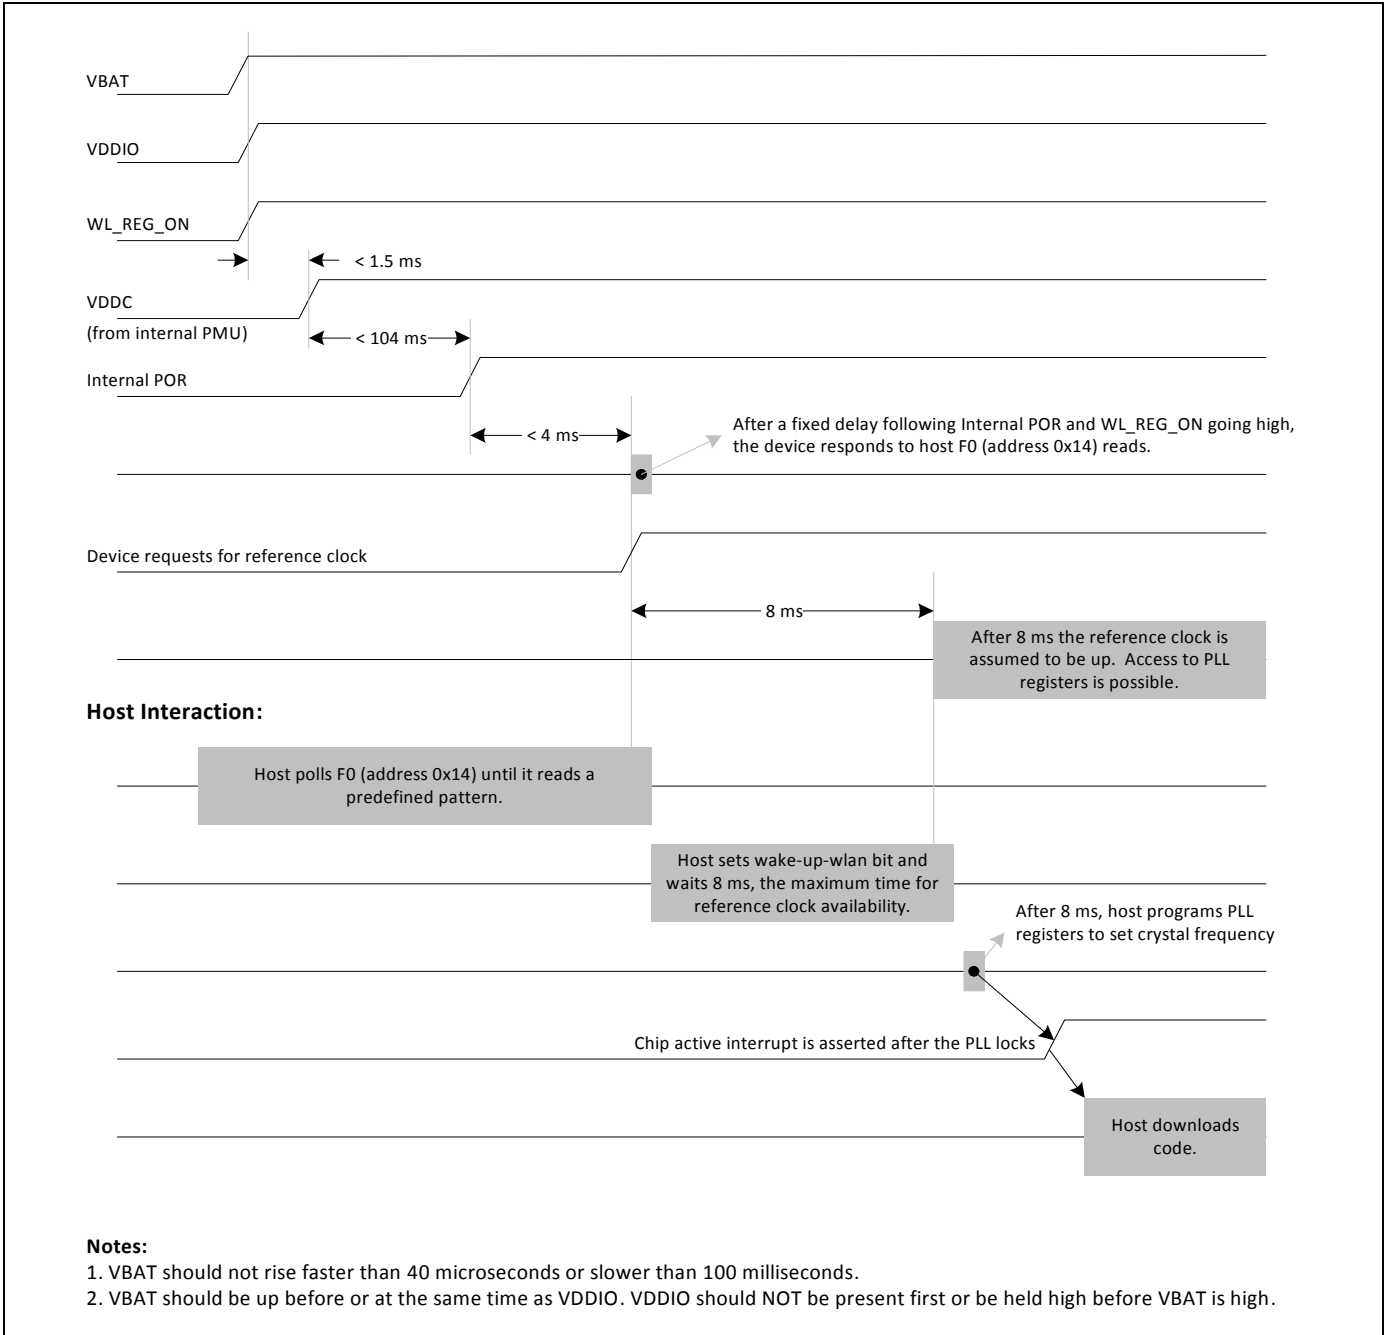 VBAT
VDDIO
WL_REG_ON
< 1.5 ms
VDDC
(from internal PMU)
< 104 ms
Internal POR
After a fixed delay following Internal POR and WL_REG_ON going high,
< 4 ms
the device responds to host F0 (address 0x14) reads.
Device requests for reference clock
8 ms
After 8 ms the reference clock is
assumed to be up. Access to PLL
registers is possible.
Host Interaction:
Host polls F0 (address 0x14) until it reads a
predefined pattern.
Host sets wake-up-wlan bit and
waits 8 ms, the maximum time for
reference clock availability.
After 8 ms, host programs PLL
registers to set crystal frequency
Chip active interrupt is asserted after the PLL locks
Host downloads
code.
Notes:
1. VBAT should not rise faster than 40 microseconds or slower than 100 milliseconds.
2. VBAT should be up before or at the same time as VDDIO. VDDIO should NOT be present first or be held high before VBAT is high.